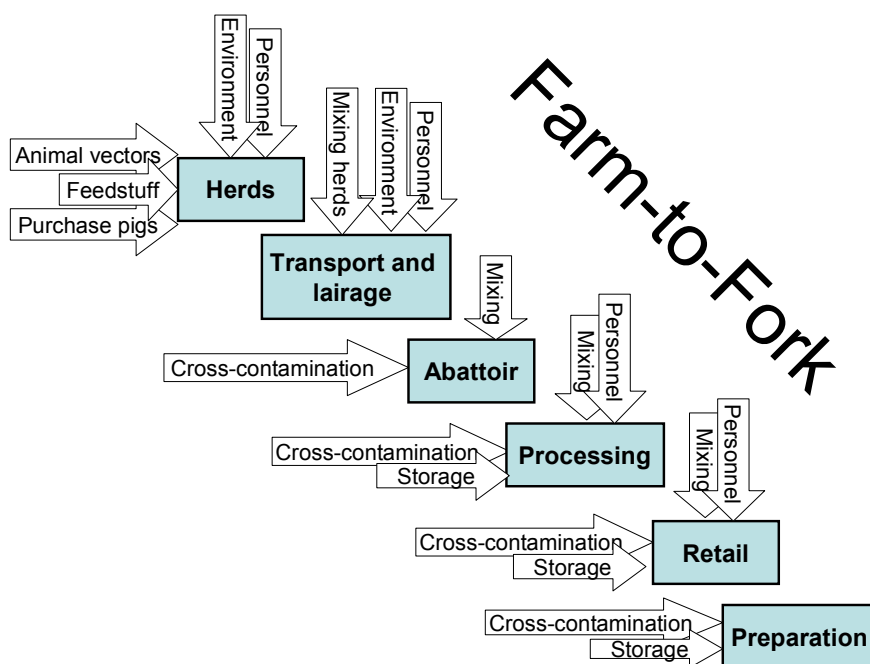 Farm-to-Fork
Environment
Personnel
Animal vectors
Feedstuff
Purchase pigs
Herds
Mixing herds
Environment
Personnel
Transport and
lairage
Mixing
Cross-contamination
Abattoir
Mixing
Personnel
Cross-contamination
Storage
Processing
Mixing
Personnel
Cross-contamination
Storage
Retail
Cross-contamination
Storage
Preparation